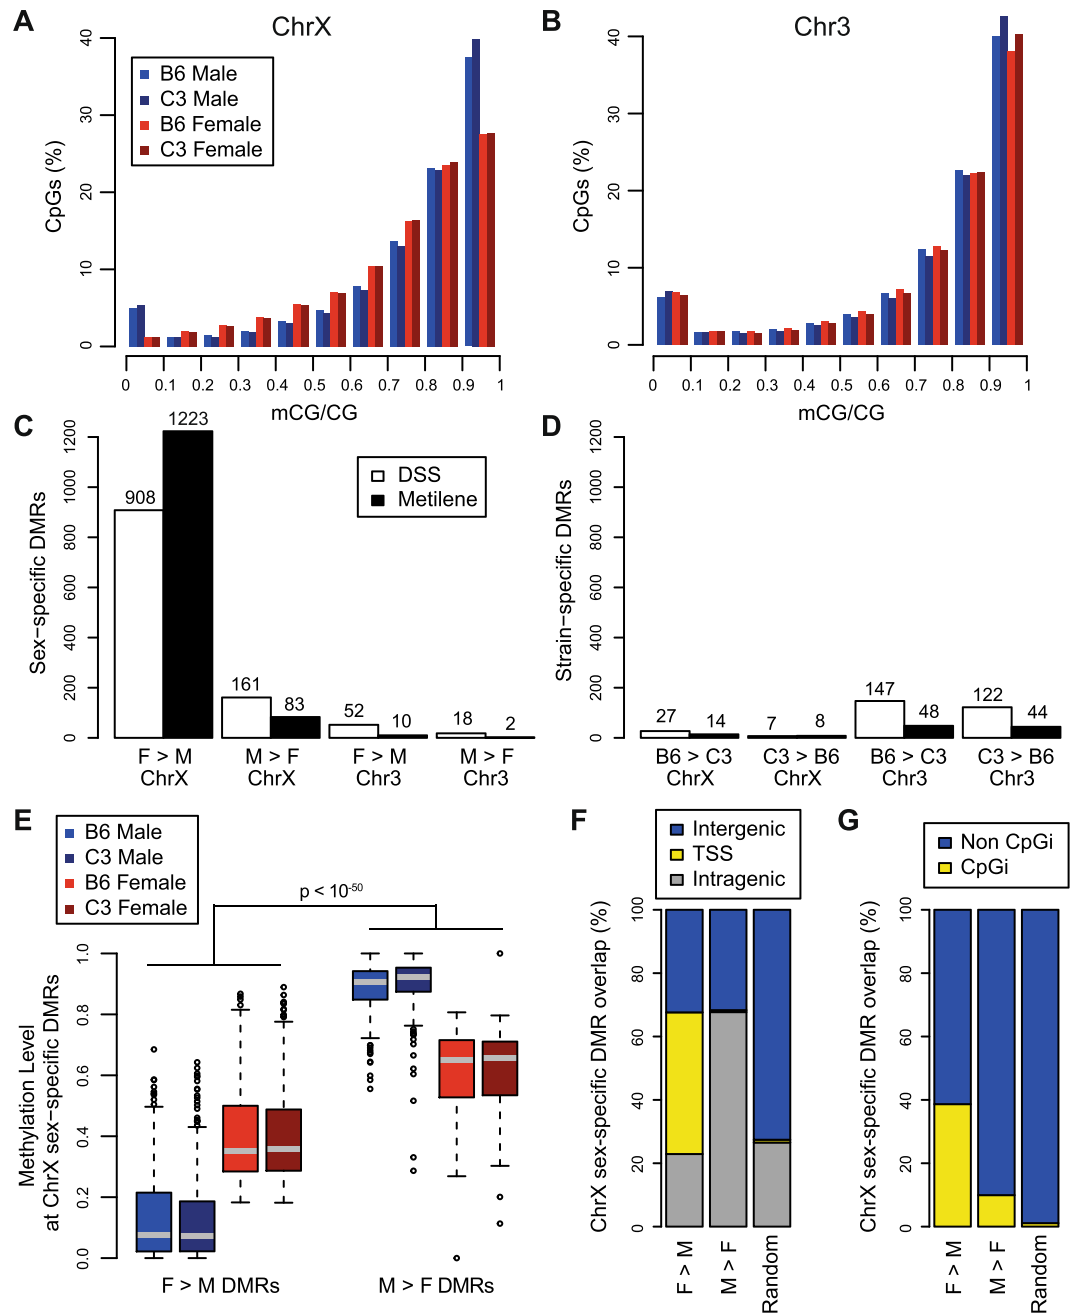 A
ChrX
40
30
20
10
0
CpGs (%)
B6 Male
C3 Male
B6 Female
C3 Female
0 0.1 0.2 0.3 0.4 0.5 0.6 0.7 0.8 0.9 1
mCG/CG
B
Chr3
40
30
20
10
0
CpGs (%)
0 0.1 0.2 0.3 0.4 0.5 0.6 0.7 0.8 0.9 1
mCG/CG
C
1200
1000
800
600
400
200
0
Sex−specific DMRs
DSS
Metilene
908 1223
161 83
52 10
18 2
F > M M > F F > M M > F
ChrX ChrX Chr3 Chr3
D
1200
1000
800
600
400
200
0
Strain−specific DMRs
27 14
7 8
147 48
122 44
B6 > C3 C3 > B6 B6 > C3 C3 > B6
ChrX ChrX Chr3 Chr3
E
B6 Male
C3 Male
B6 Female
C3 Female
p < 10⁻⁵⁰
1.0
0.8
0.6
0.4
0.2
0.0
Methylation Level
at ChrX sex−specific DMRs
F > M DMRs M > F DMRs
F
Intergenic
TSS
Intragenic
100
80
60
40
20
0
ChrX sex−specific DMR overlap (%)
F > M
M > F
Random
G
Non CpGi
CpGi
100
80
60
40
20
0
ChrX sex−specific DMR overlap (%)
F > M
M > F
Random